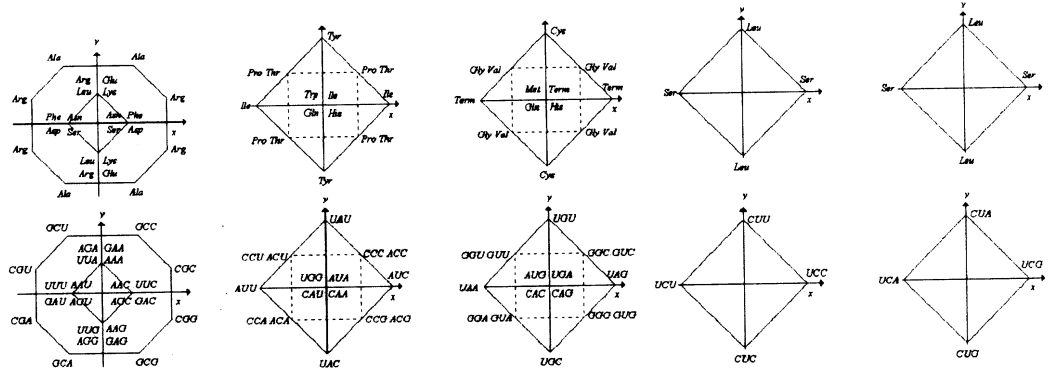 y
Ala Ala
Arg Glu
Leu Lys
Arg Arg
Phe Asn Asn Phe
Asp Ser Ser Asp
x
Leu Lys
Arg Arg
Arg Glu
Ala Ala
y
Tyr
Pro Thr Pro Thr
Trp Ile
Ile Ile
Gln His
x
Pro Thr Pro Thr
Tyr
y
Cys
Gly Val Gly Val
Met Term
Term Term
Gln His
x
Gly Val Gly Val
Cys
y
Leu
Ser Ser
x
Leu
y
Leu
Ser Ser
x
Leu
y
GCU GCC
AGA GAA
UUA AAA
CGU CGC
UUU AAU AAC UUC
GAU AGU AGC GAC
x
CGA CGG
UUG AAG
AGG GAG
GCA GCG
y
UAU
CCU ACU CCC ACC
UGG AUA
AUU AUC
CAU CAA
x
CCA ACA CCG ACG
UAC
y
UGU
GGU GUU GGC GUC
AUG UGA
UAA UAG
CAC CAG
x
GGA GUA GGG GUG
UGC
y
CUU
UCU UCC
x
CUC
y
CUA
UCA UCG
x
CUG